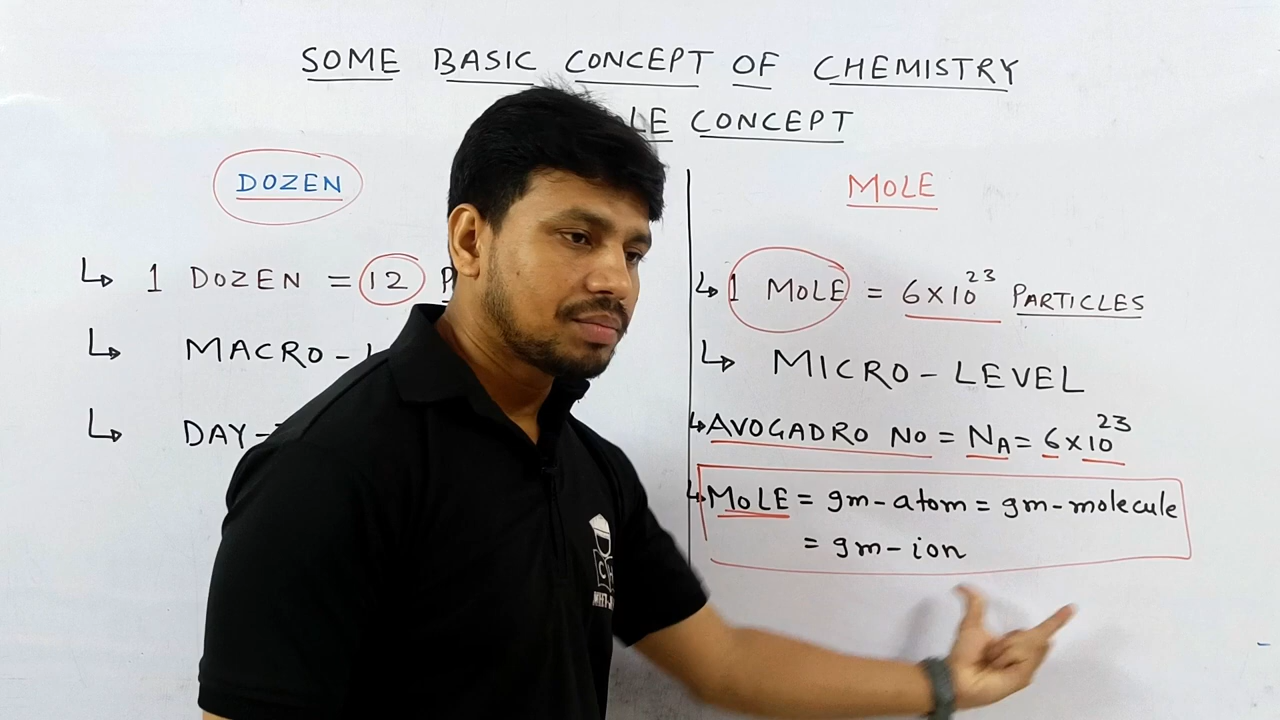 SOME BASIC CONCEPT OF CHEMISTRY
CONCEPT
DOZEN
↳ 1 DOZEN = 12
↳ MACRO-
↳ DAY-
MOLE
↳ 1 MOLE = 6×10²³ PARTICLES
↳ MICRO-LEVEL
↳ AVOGADRO NO = N_A = 6×10²³
↳ MOLE = gm-atom = gm-molecule
= gm-ion